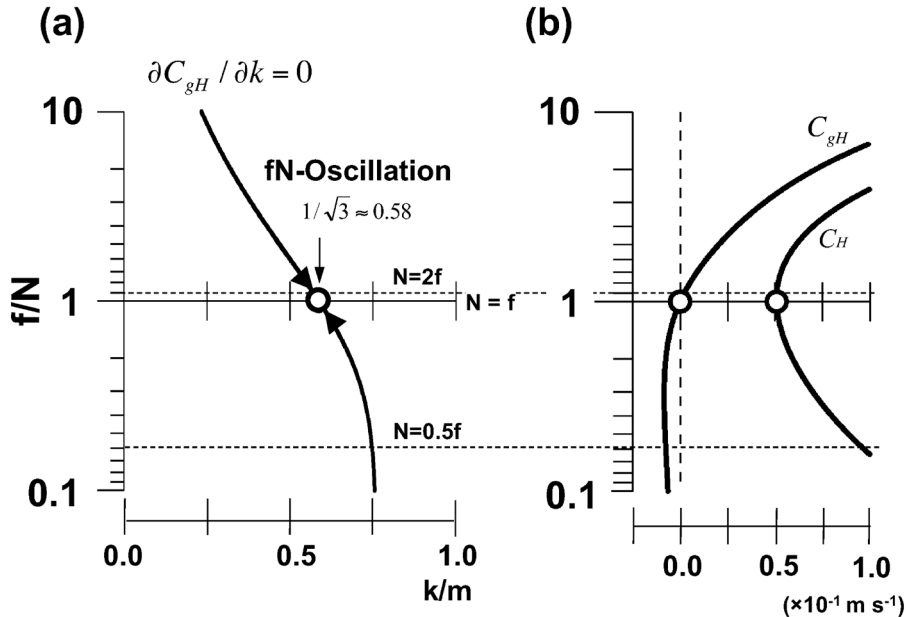 (a)
(b)
∂C_gH / ∂k = 0
10
fN-Oscillation
1/√3 ≈ 0.58
N=2f
1
N = f
f/N
N=0.5f
0.1
0.0
0.5
1.0
k/m
10
C_gH
C_H
1
0.1
0.0
0.5
1.0
(×10⁻¹ m s⁻¹)